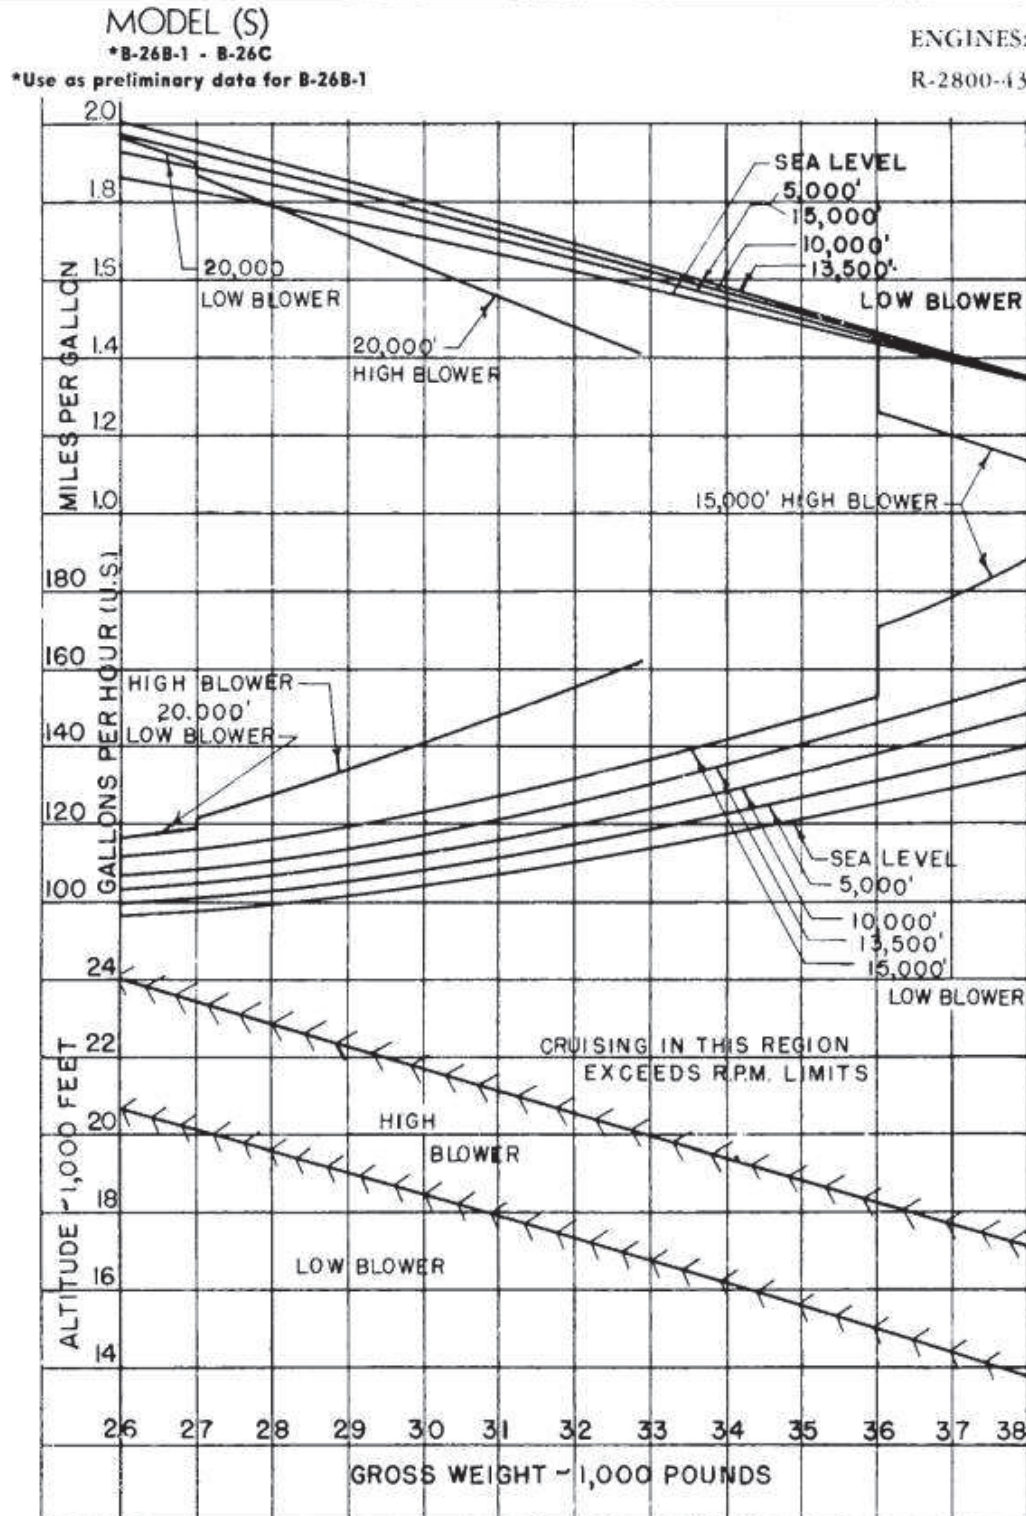 MODEL (S)
*B-26B-1 - B-26C
*Use as preliminary data for B-26B-1
ENGINES:
R-2800-43
MILES PER GALLON
2.0
1.8
1.6
1.4
1.2
1.0
SEA LEVEL
5,000'
15,000'
10,000'
13,500'
LOW BLOWER
20,000
LOW BLOWER
20,000'
HIGH BLOWER
15,000' HIGH BLOWER
GALLONS PER HOUR (U.S.)
180
160
140
120
100
HIGH BLOWER
20.000'
LOW BLOWER
SEA LEVEL
5,000'
10,000'
13,500'
15,000'
LOW BLOWER
ALTITUDE ~ 1,000 FEET
24
22
20
18
16
14
CRUISING IN THIS REGION
EXCEEDS R.P.M. LIMITS
HIGH
BLOWER
LOW BLOWER
26 27 28 29 30 31 32 33 34 35 36 37 38
GROSS WEIGHT ~ 1,000 POUNDS